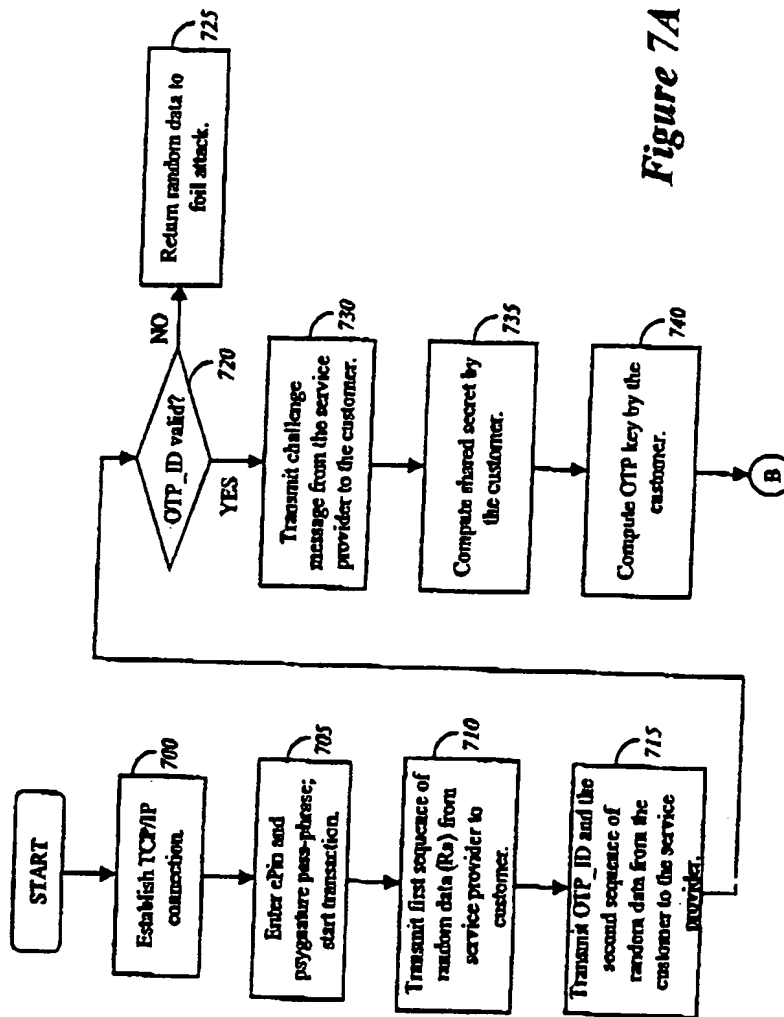 START
Establish TCP/IP
connection.
700
Enter ePin and
psygnature pass-phrase;
start transaction.
705
Transmit first sequence of
random data (Ra) from
service provider to
customer.
710
Transmit OTP_ID and the
second sequence of
random data from the
customer to the service
provider.
715
OTP_ID valid?
720
NO
YES
Return random data to
foil attack.
725
Transmit challenge
message from the service
provider to the customer.
730
Compute shared secret by
the customer.
735
Compute OTP key by the
customer.
740
B
Figure 7A